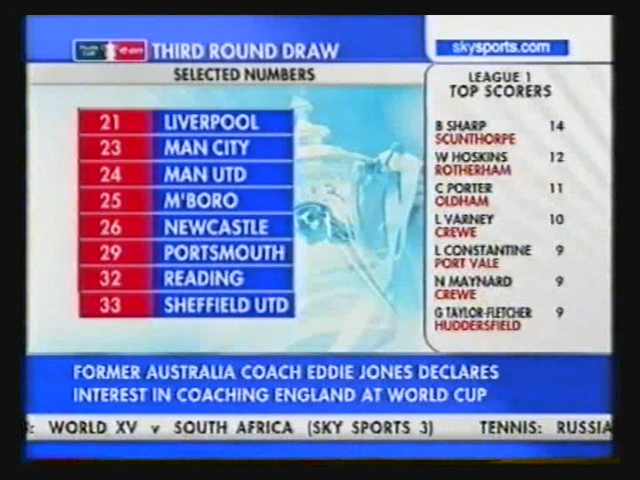 e·on THIRD ROUND DRAW
skysports.com
SELECTED NUMBERS
21 LIVERPOOL
23 MAN CITY
24 MAN UTD
25 M'BORO
26 NEWCASTLE
29 PORTSMOUTH
32 READING
33 SHEFFIELD UTD
LEAGUE 1
TOP SCORERS
B SHARP 14
SCUNTHORPE
W HOSKINS 12
ROTHERHAM
C PORTER 11
OLDHAM
L VARNEY 10
CREWE
L CONSTANTINE 9
PORT VALE
N MAYNARD 9
CREWE
G TAYLOR-FLETCHER 9
HUDDERSFIELD
FORMER AUSTRALIA COACH EDDIE JONES DECLARES
INTEREST IN COACHING ENGLAND AT WORLD CUP
: WORLD XV v SOUTH AFRICA (SKY SPORTS 3) TENNIS: RUSSIA